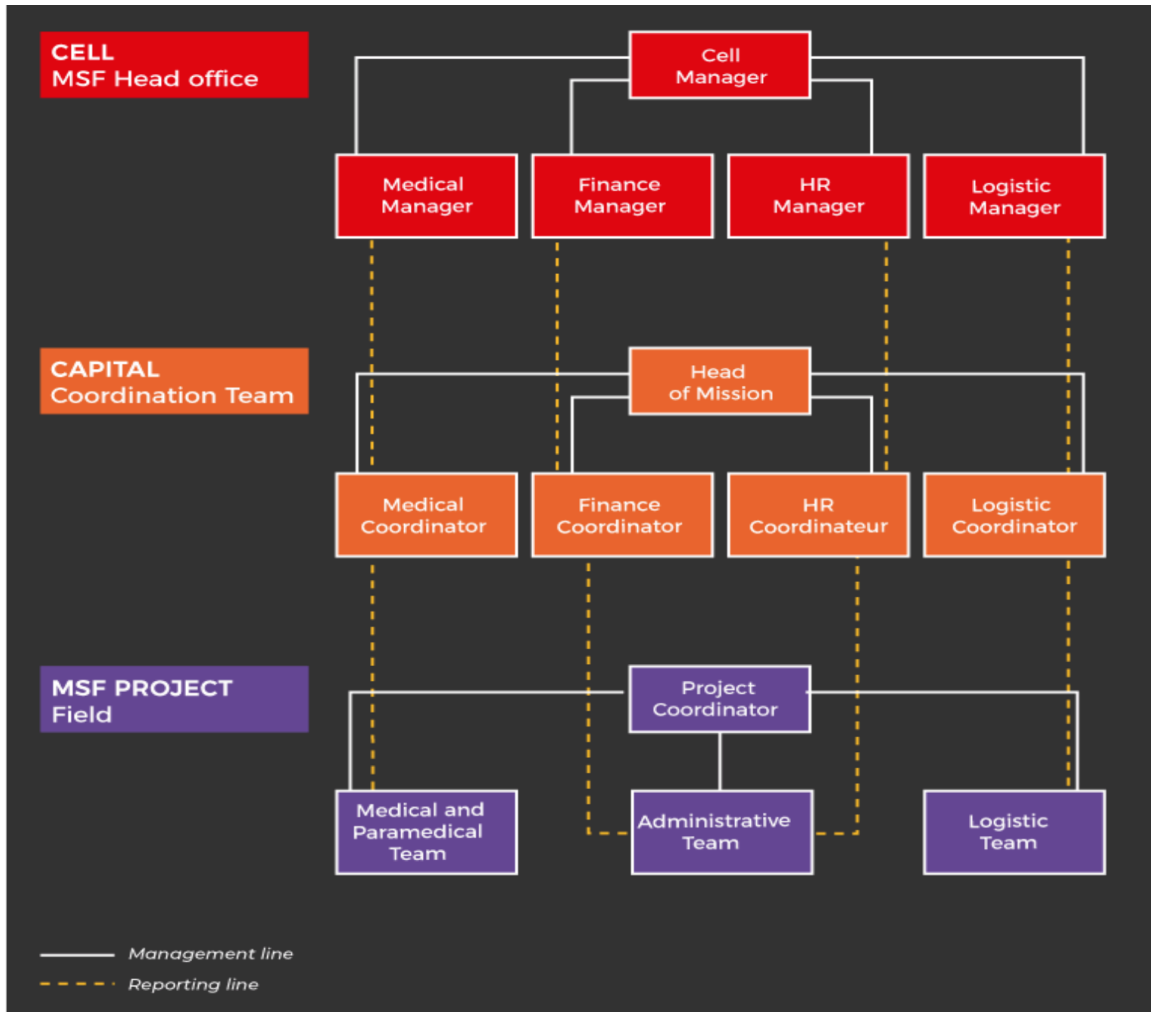 CELL
MSF Head office
Cell
Manager
Medical
Manager
Finance
Manager
HR
Manager
Logistic
Manager
CAPITAL
Coordination Team
Head
of Mission
Medical
Coordinator
Finance
Coordinator
HR
Coordinateur
Logistic
Coordinator
MSF PROJECT
Field
Project
Coordinator
Medical and
Paramedical
Team
Administrative
Team
Logistic
Team
Management line
Reporting line